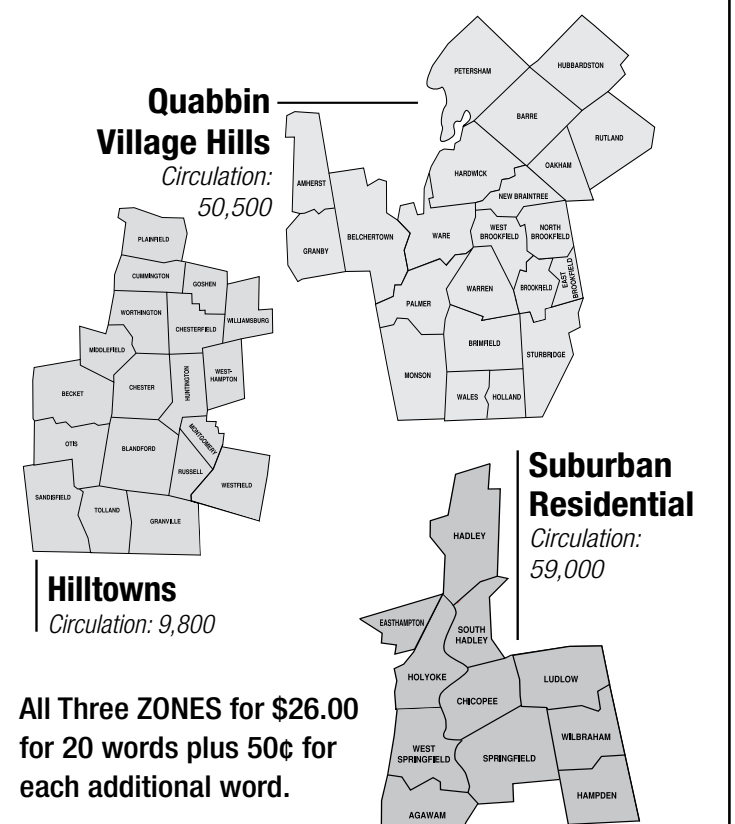 Quabbin
Village Hills
Circulation:
50,500
PETERSHAM
HUBBARDSTON
BARRE
RUTLAND
OAKHAM
HARDWICK
NEW BRAINTREE
AMHERST
BELCHERTOWN
GRANBY
WARE
WEST
BROOKFIELD
NORTH
BROOKFIELD
EAST
BROOKFIELD
BROOKFIELD
WARREN
PALMER
BRIMFIELD
STURBRIDGE
MONSON
WALES
HOLLAND
PLAINFIELD
CUMMINGTON
GOSHEN
WORTHINGTON
CHESTERFIELD
WILLIAMSBURG
MIDDLEFIELD
BECKET
CHESTER
HUNTINGTON
WEST-
HAMPTON
OTIS
BLANDFORD
MONTGOMERY
RUSSELL
WESTFIELD
SANDISFIELD
TOLLAND
GRANVILLE
Hilltowns
Circulation: 9,800
Suburban
Residential
Circulation:
59,000
HADLEY
EASTHAMPTON
SOUTH
HADLEY
HOLYOKE
CHICOPEE
LUDLOW
WEST
SPRINGFIELD
SPRINGFIELD
WILBRAHAM
HAMPDEN
AGAWAM
All Three ZONES for $26.00
for 20 words plus 50¢ for
each additional word.